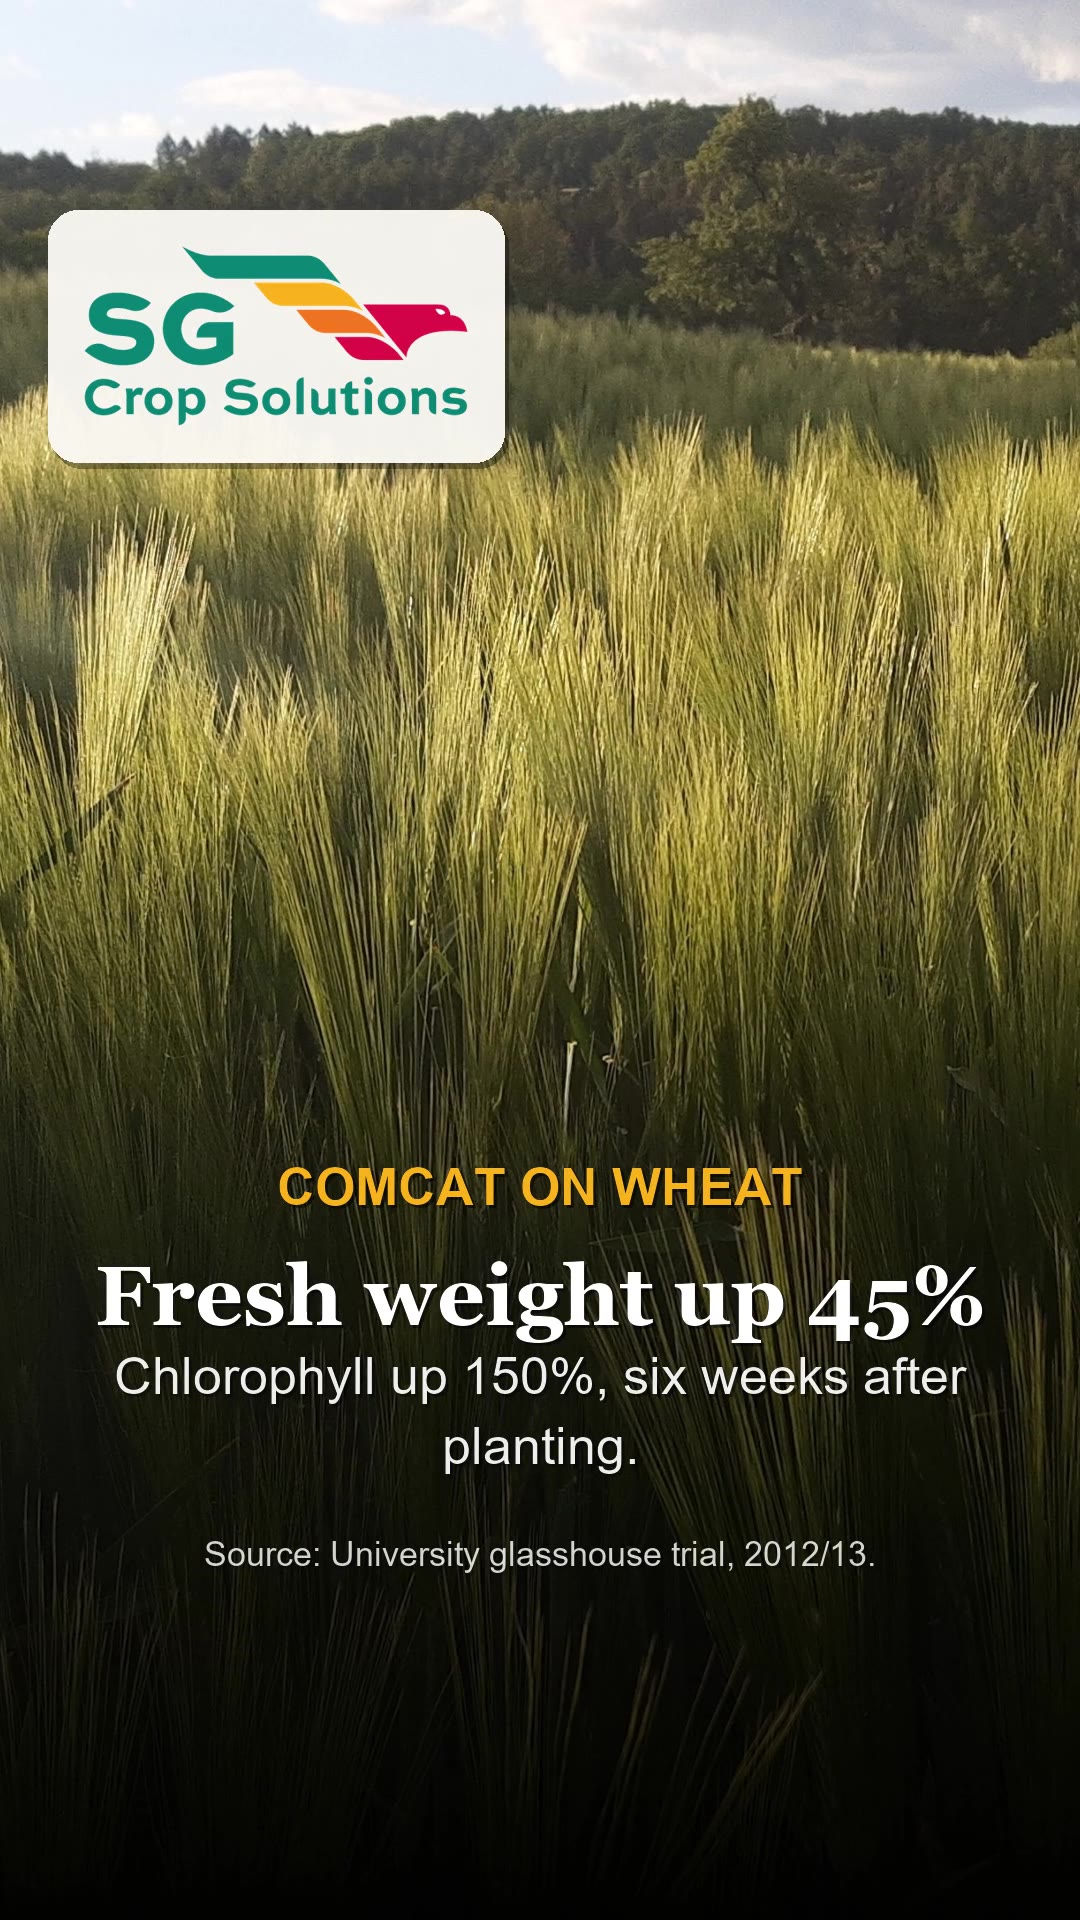 SG
Crop Solutions
COMCAT ON WHEAT
Fresh weight up 45%
Chlorophyll up 150%, six weeks after
planting.
Source: University glasshouse trial, 2012/13.